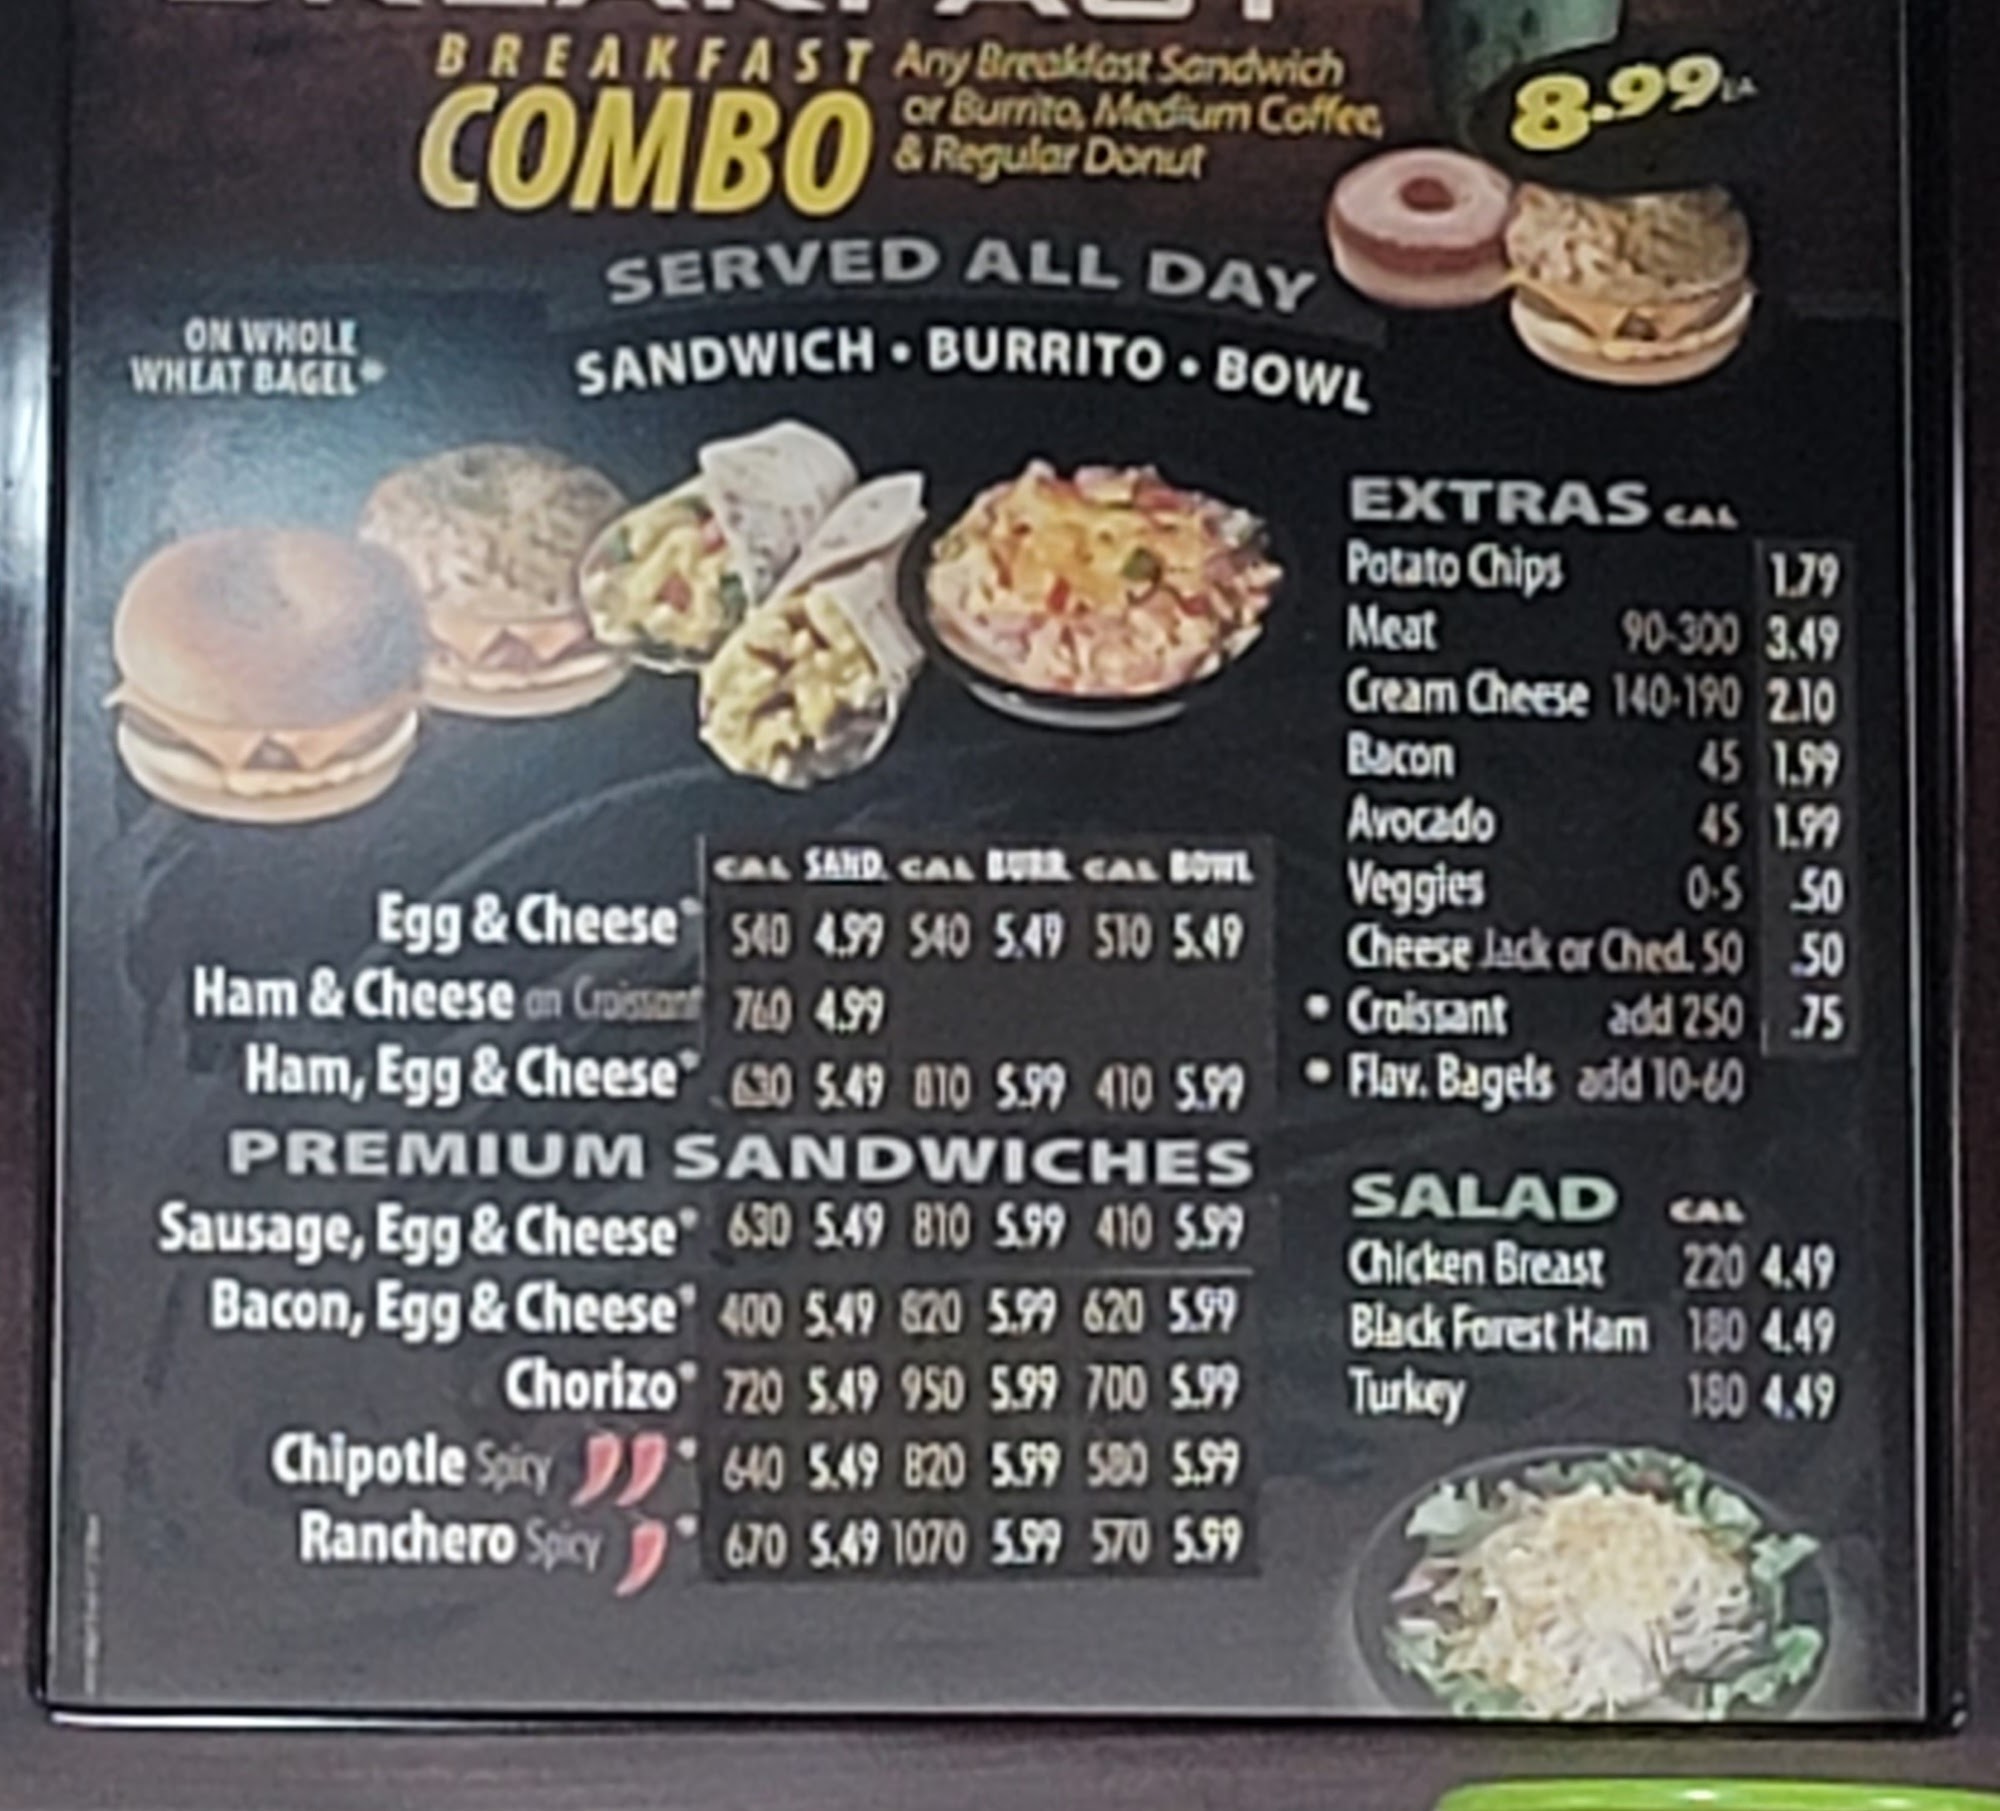 BREAKFAST
BREAKFAST
COMBO
Any Breakfast Sandwich
or Burrito, Medium Coffee,
& Regular Donut
8.99 EA
SERVED ALL DAY
SANDWICH • BURRITO • BOWL
ON WHOLE
WHEAT BAGEL*
CAL SAND. CAL BURR. CAL BOWL
Egg & Cheese* 540 4.99 540 5.49 510 5.49
Ham & Cheese on Croissant 760 4.99
Ham, Egg & Cheese* 630 5.49 810 5.99 410 5.99
PREMIUM SANDWICHES
Sausage, Egg & Cheese* 630 5.49 810 5.99 410 5.99
Bacon, Egg & Cheese* 400 5.49 820 5.99 620 5.99
Chorizo* 720 5.49 950 5.99 700 5.99
Chipotle Spicy * 640 5.49 820 5.99 580 5.99
Ranchero Spicy * 670 5.49 1070 5.99 570 5.99
EXTRAS CAL
Potato Chips 1.79
Meat 90-300 3.49
Cream Cheese 140-190 2.10
Bacon 45 1.99
Avocado 45 1.99
Veggies 0-5 .50
Cheese Jack or Ched. 50 .50
* Croissant add 250 .75
* Flav. Bagels add 10-60
SALAD CAL
Chicken Breast 220 4.49
Black Forest Ham 180 4.49
Turkey 180 4.49